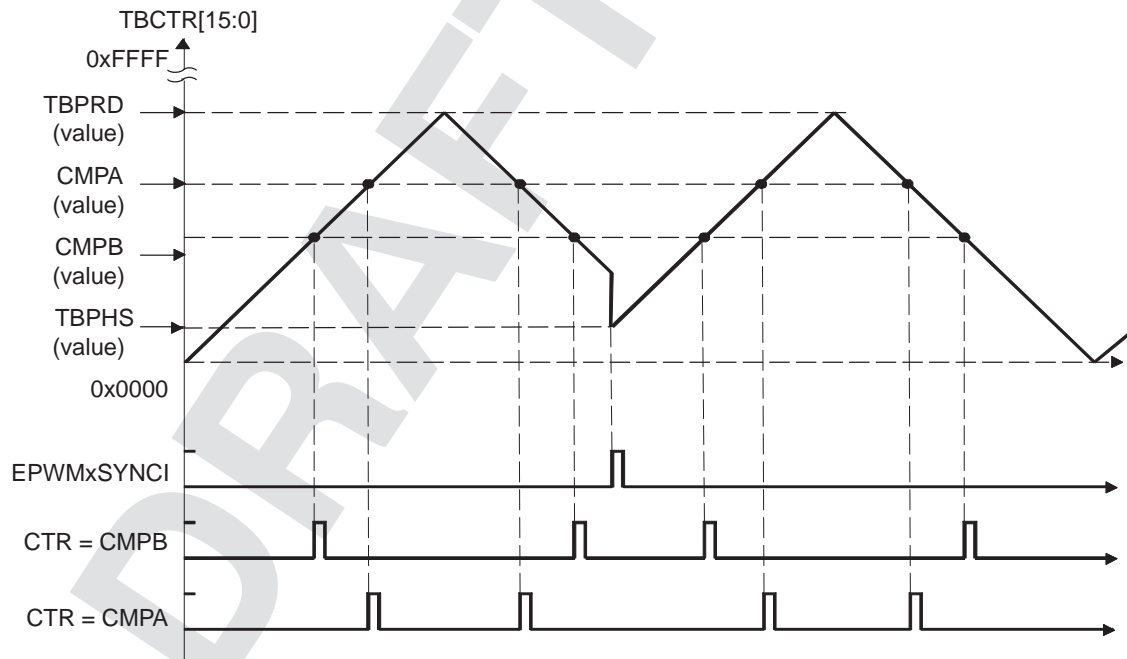 TBCTR[15:0]
0xFFFF
TBPRD
(value)
CMPA
(value)
CMPB
(value)
TBPHS
(value)
0x0000
EPWMxSYNCI
CTR = CMPB
CTR = CMPA
DRAFT